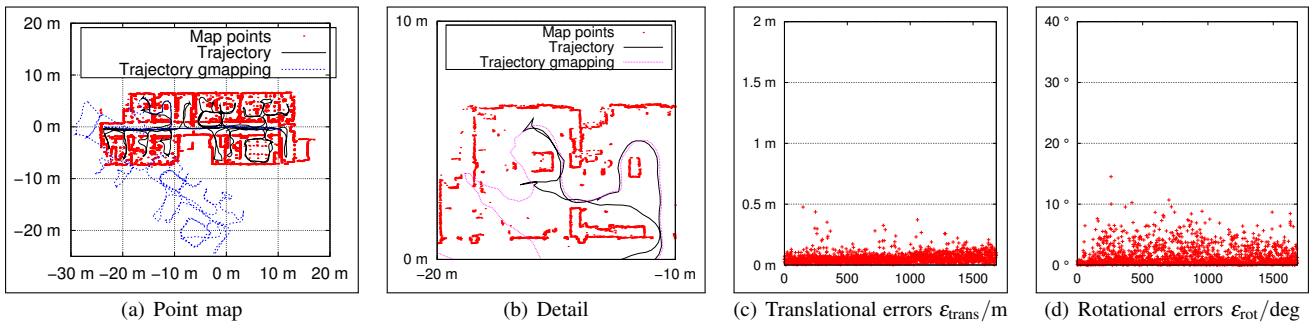 20 m
10 m
0 m
−10 m
−20 m
−30 m −20 m −10 m 0 m 10 m 20 m
Map points
Trajectory
Trajectory gmapping
(a) Point map
10 m
0 m
−20 m −10 m
Map points
Trajectory
Trajectory gmapping
(b) Detail
2 m
1.5 m
1 m
0.5 m
0 m
0 500 1000 1500
(c) Translational errors εtrans/m
40 °
30 °
20 °
10 °
0 °
0 500 1000 1500
(d) Rotational errors εrot/deg